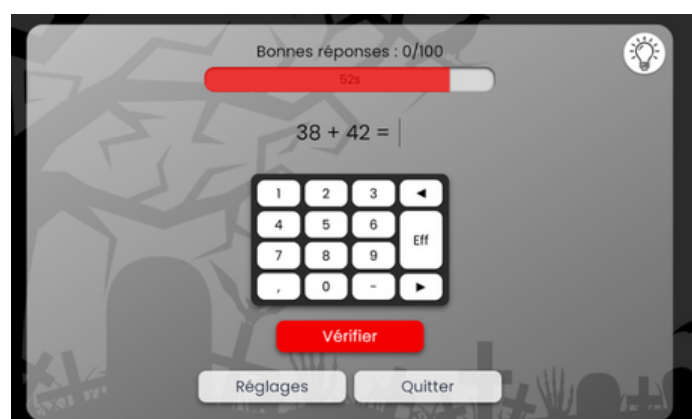 Bonnes réponses : 0/100
52s
38 + 42 =
1 2 3 ◄
4 5 6 Eff
7 8 9
, 0 - ►
Vérifier
Réglages Quitter